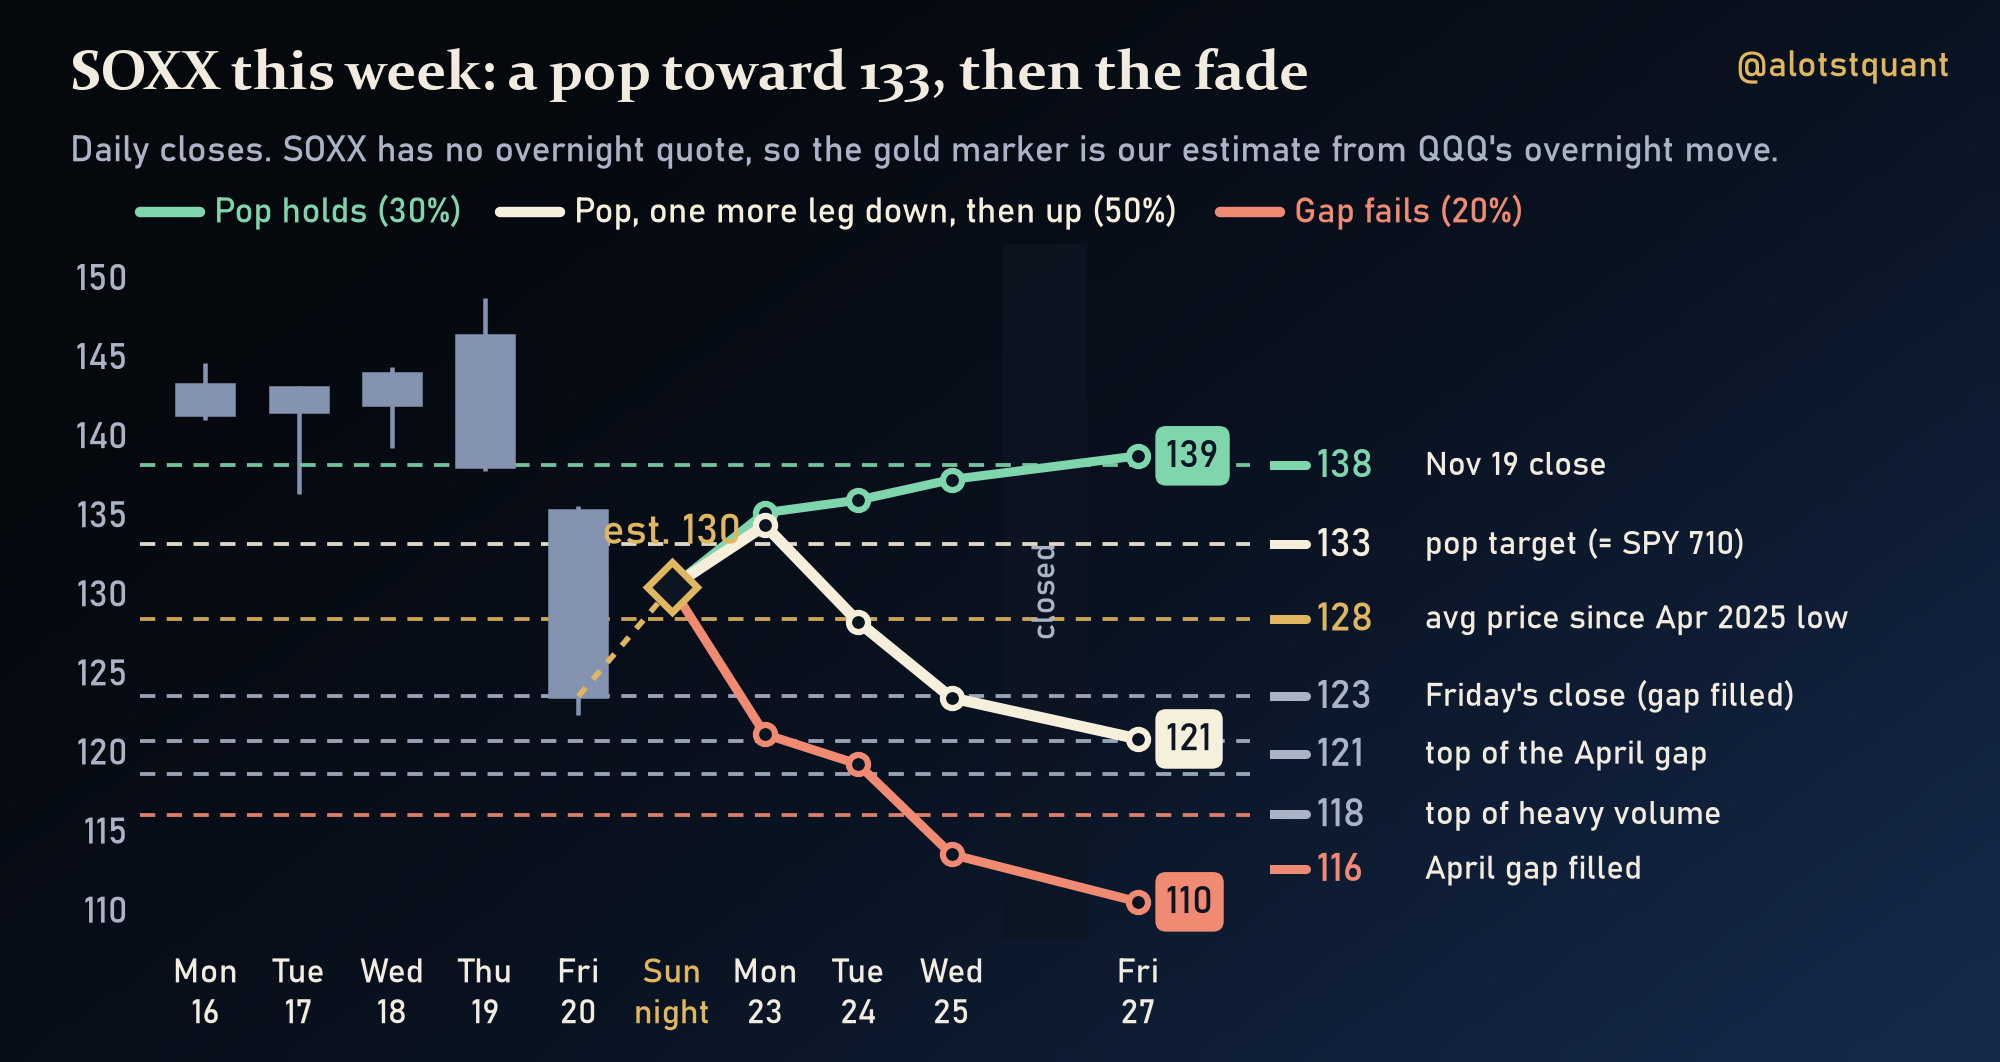 SOXX this week: a pop toward 133, then the fade
@alotstquant
Daily closes. SOXX has no overnight quote, so the gold marker is our estimate from QQQ's overnight move.
Pop holds (30%)
Pop, one more leg down, then up (50%)
Gap fails (20%)
150
145
140
135
130
125
120
115
110
est. 130
closed
139
121
110
138 Nov 19 close
133 pop target (= SPY 710)
128 avg price since Apr 2025 low
123 Friday's close (gap filled)
121 top of the April gap
118 top of heavy volume
116 April gap filled
Mon Tue Wed Thu Fri Sun Mon Tue Wed Fri
16 17 18 19 20 night 23 24 25 27